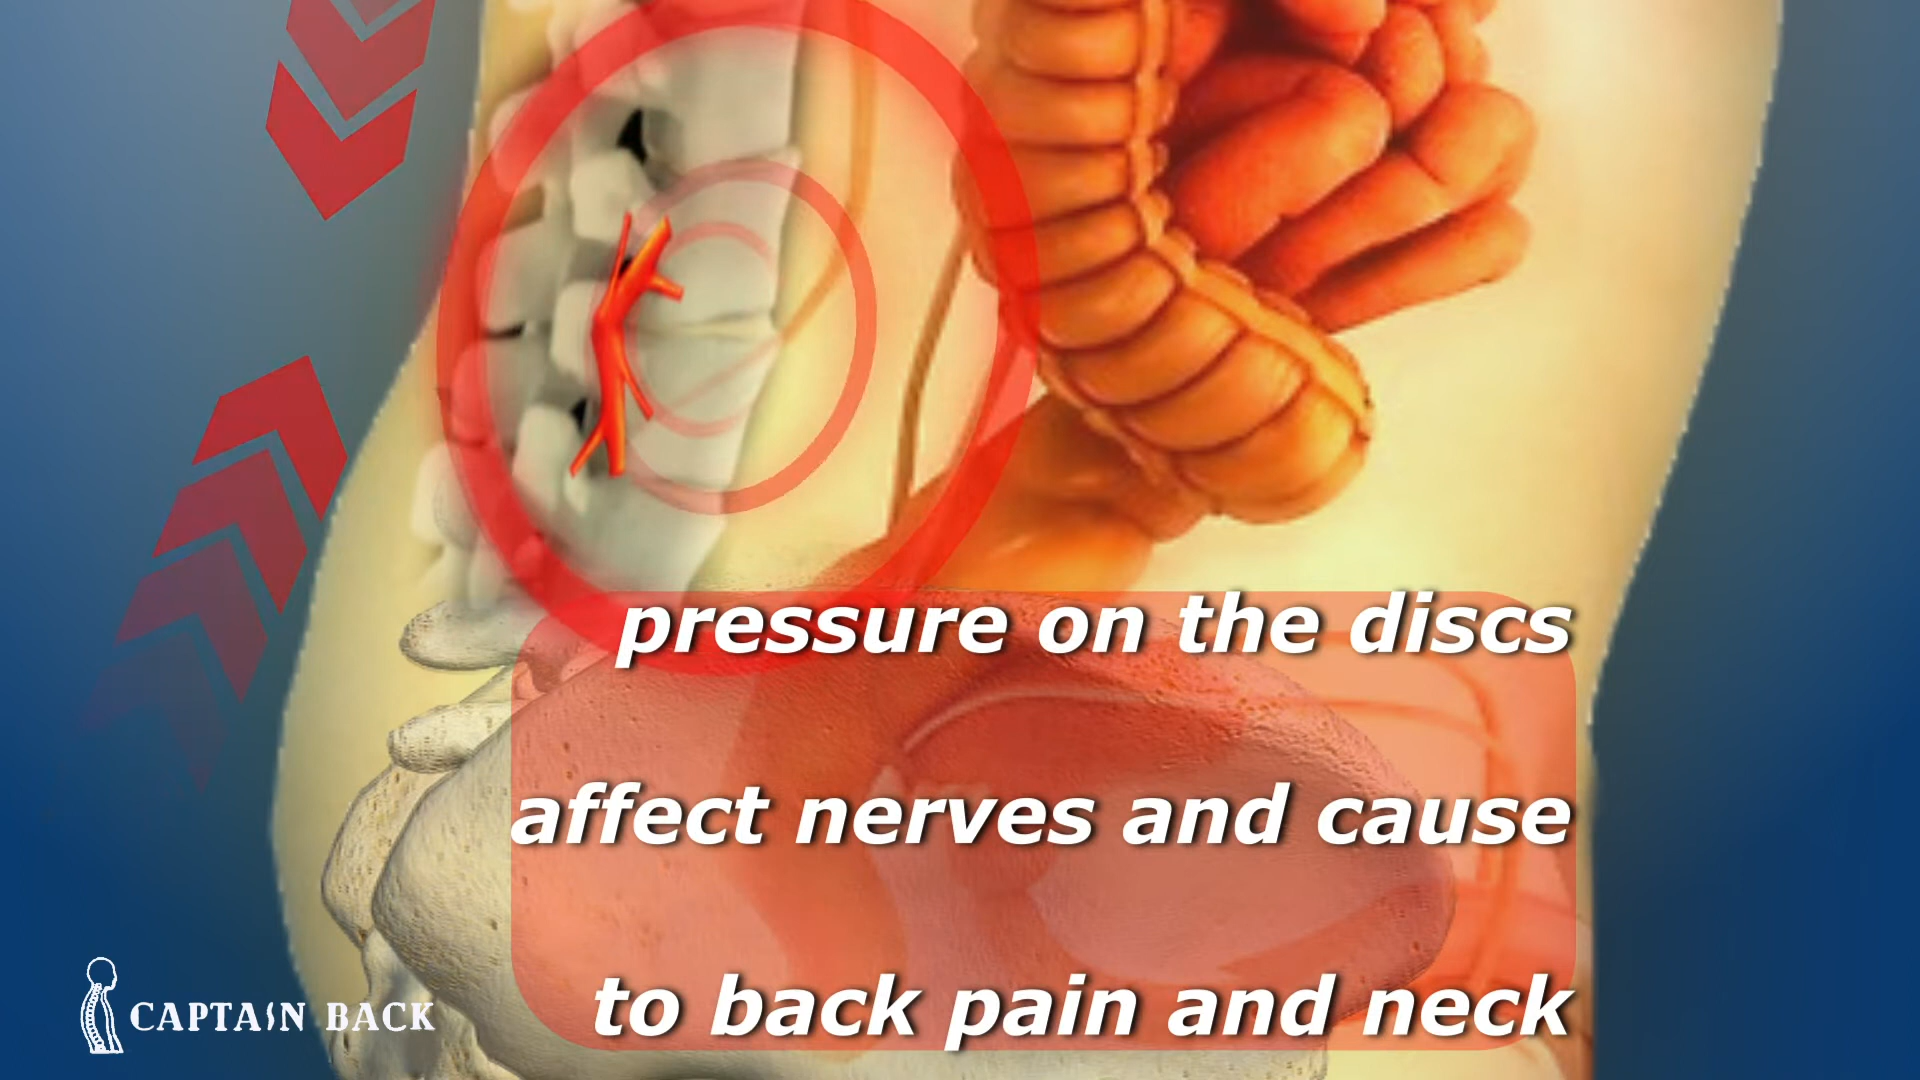 pressure on the discs
affect nerves and cause
to back pain and neck
CAPTAIN BACK